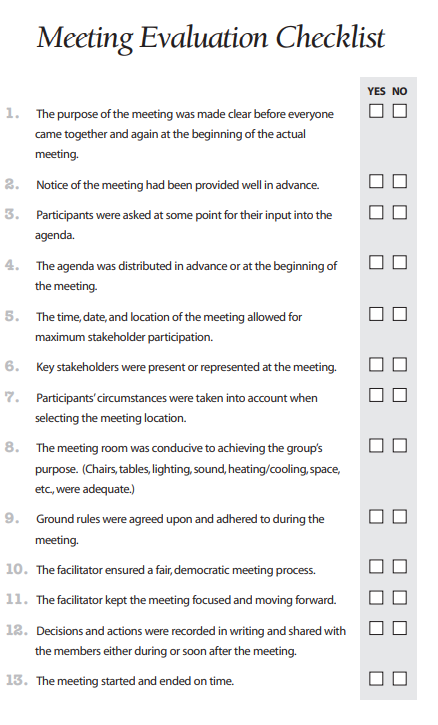 Meeting Evaluation Checklist
YES NO
1. The purpose of the meeting was made clear before everyone
came together and again at the beginning of the actual
meeting.
2. Notice of the meeting had been provided well in advance.
3. Participants were asked at some point for their input into the
agenda.
4. The agenda was distributed in advance or at the beginning of
the meeting.
5. The time, date, and location of the meeting allowed for
maximum stakeholder participation.
6. Key stakeholders were present or represented at the meeting.
7. Participants' circumstances were taken into account when
selecting the meeting location.
8. The meeting room was conducive to achieving the group's
purpose. (Chairs, tables, lighting, sound, heating/cooling, space,
etc., were adequate.)
9. Ground rules were agreed upon and adhered to during the
meeting.
10. The facilitator ensured a fair, democratic meeting process.
11. The facilitator kept the meeting focused and moving forward.
12. Decisions and actions were recorded in writing and shared with
the members either during or soon after the meeting.
13. The meeting started and ended on time.